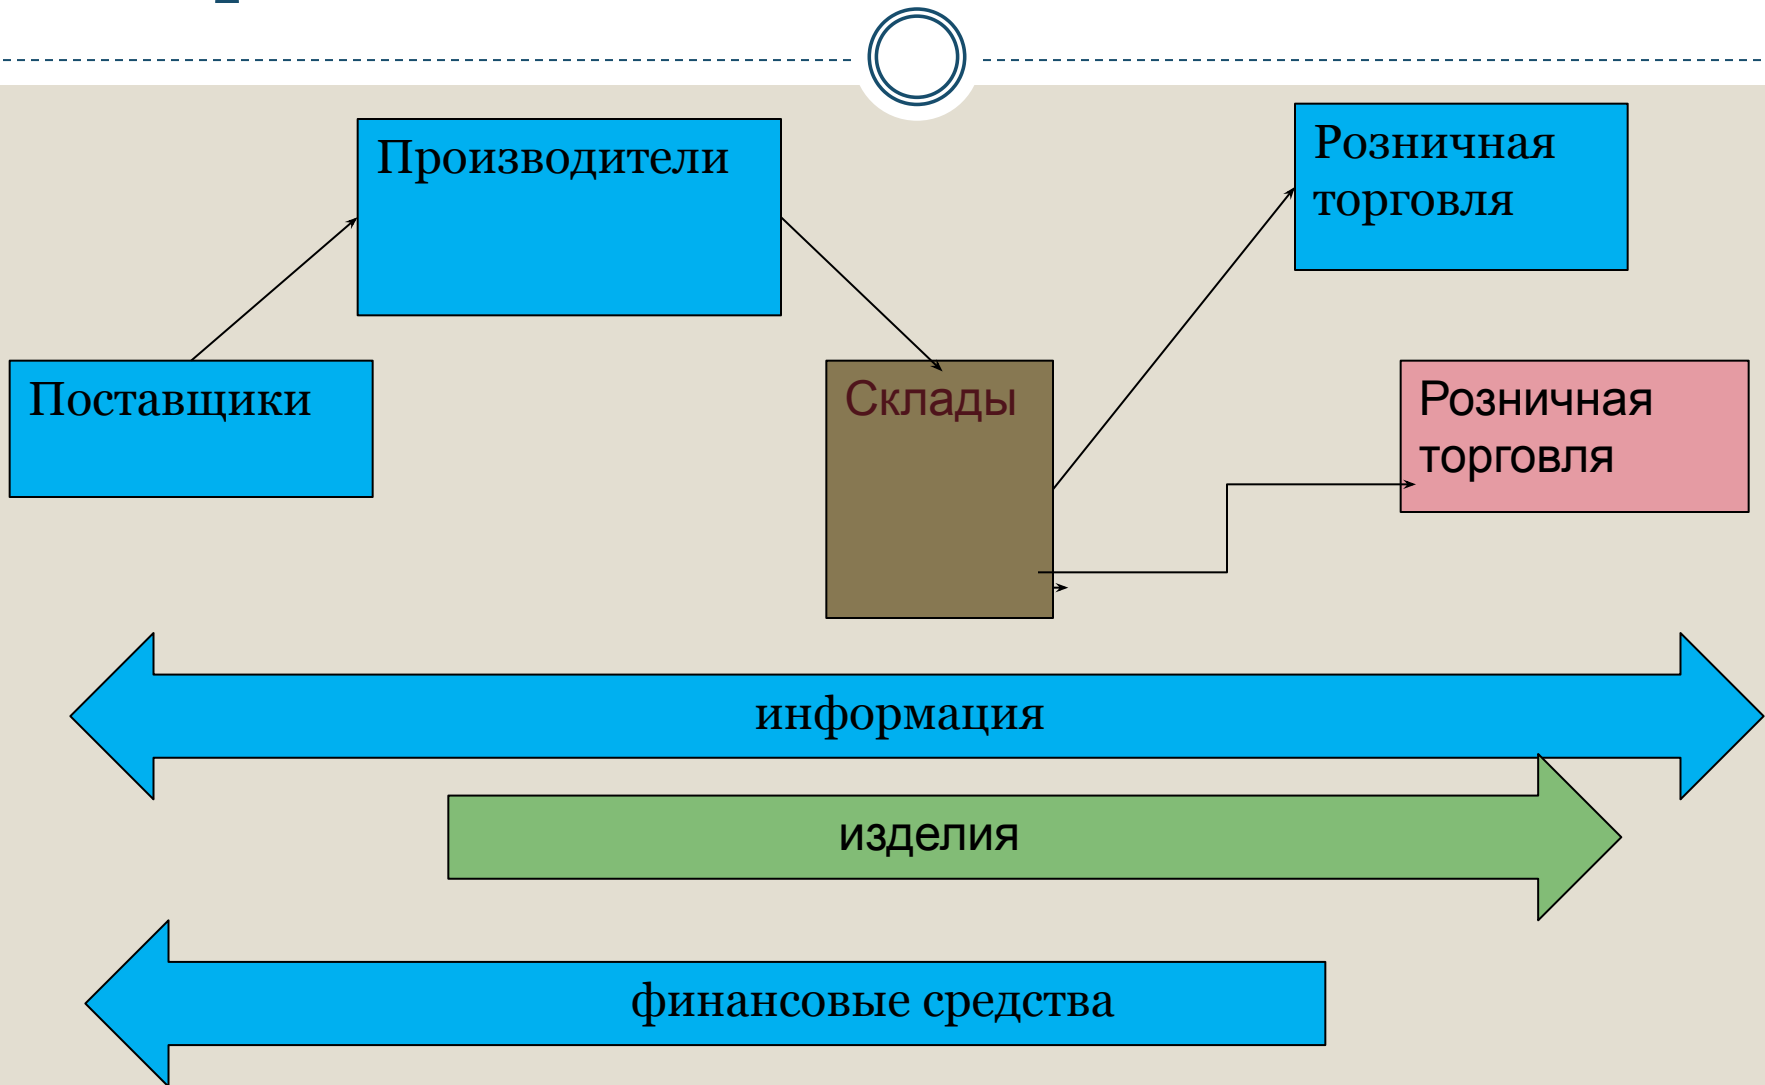 Производители
Розничная
торговля
Поставщики
Склады
Розничная
торговля
информация
изделия
финансовые средства